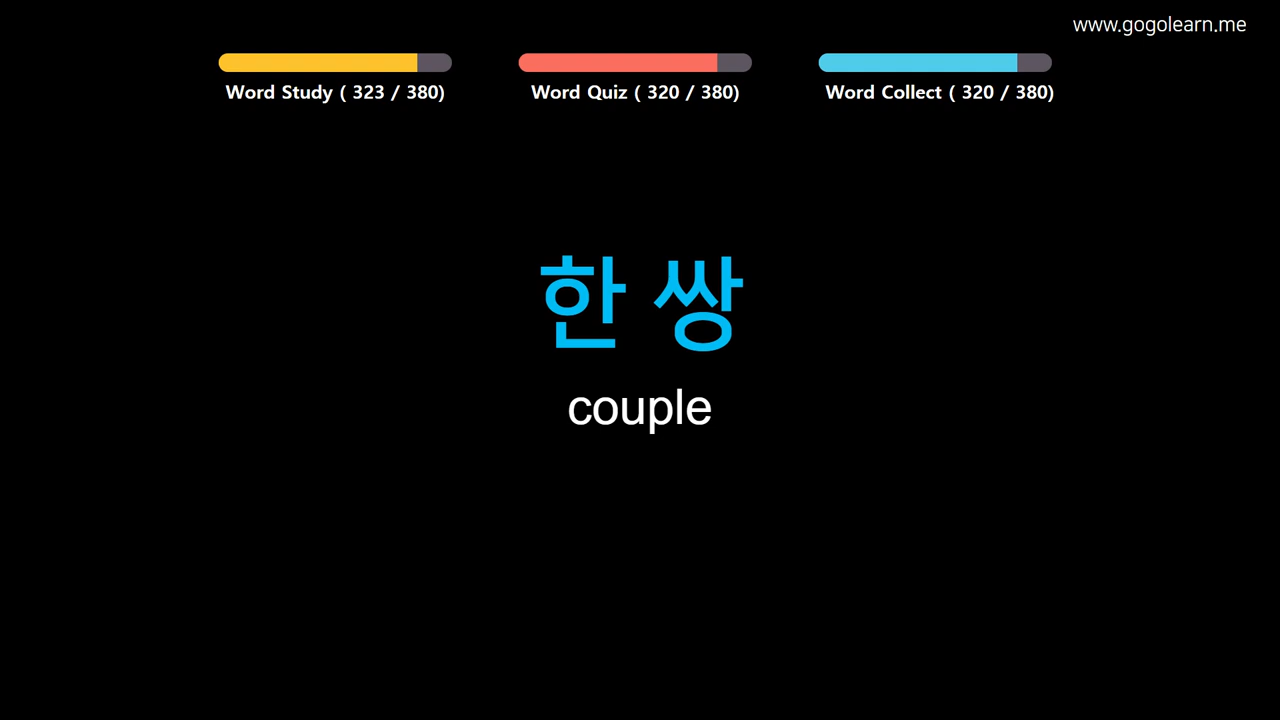 www.gogolearn.me
Word Study ( 323 / 380)
Word Quiz ( 320 / 380)
Word Collect ( 320 / 380)
한 쌍
couple